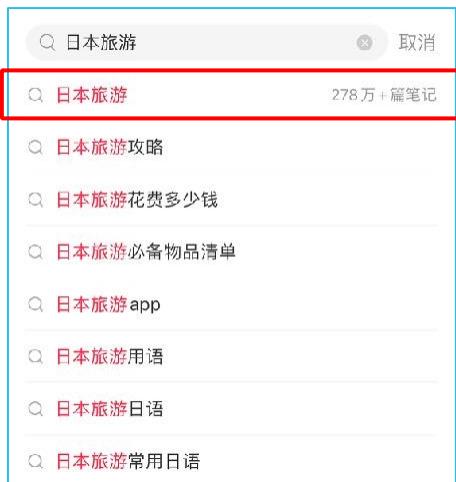 日本旅游 取消
日本旅游 278万+篇笔记
日本旅游攻略
日本旅游花费多少钱
日本旅游必备物品清单
日本旅游app
日本旅游用语
日本旅游日语
日本旅游常用日语